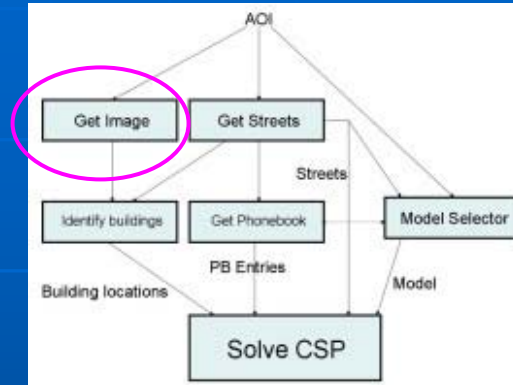 AOI
Get Image
Get Streets
Streets
Identify buildings
Get Phonebook
Model Selector
PB Entries
Building locations
Model
Solve CSP